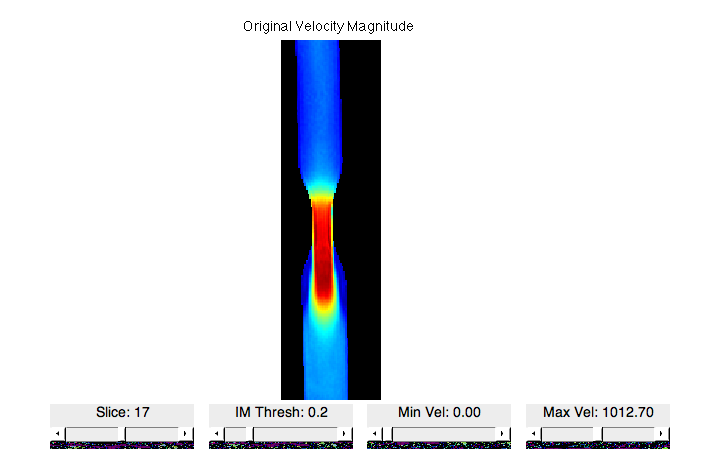 Original Velocity Magnitude
Slice: 17
IM Thresh: 0.2
Min Vel: 0.00
Max Vel: 1012.70